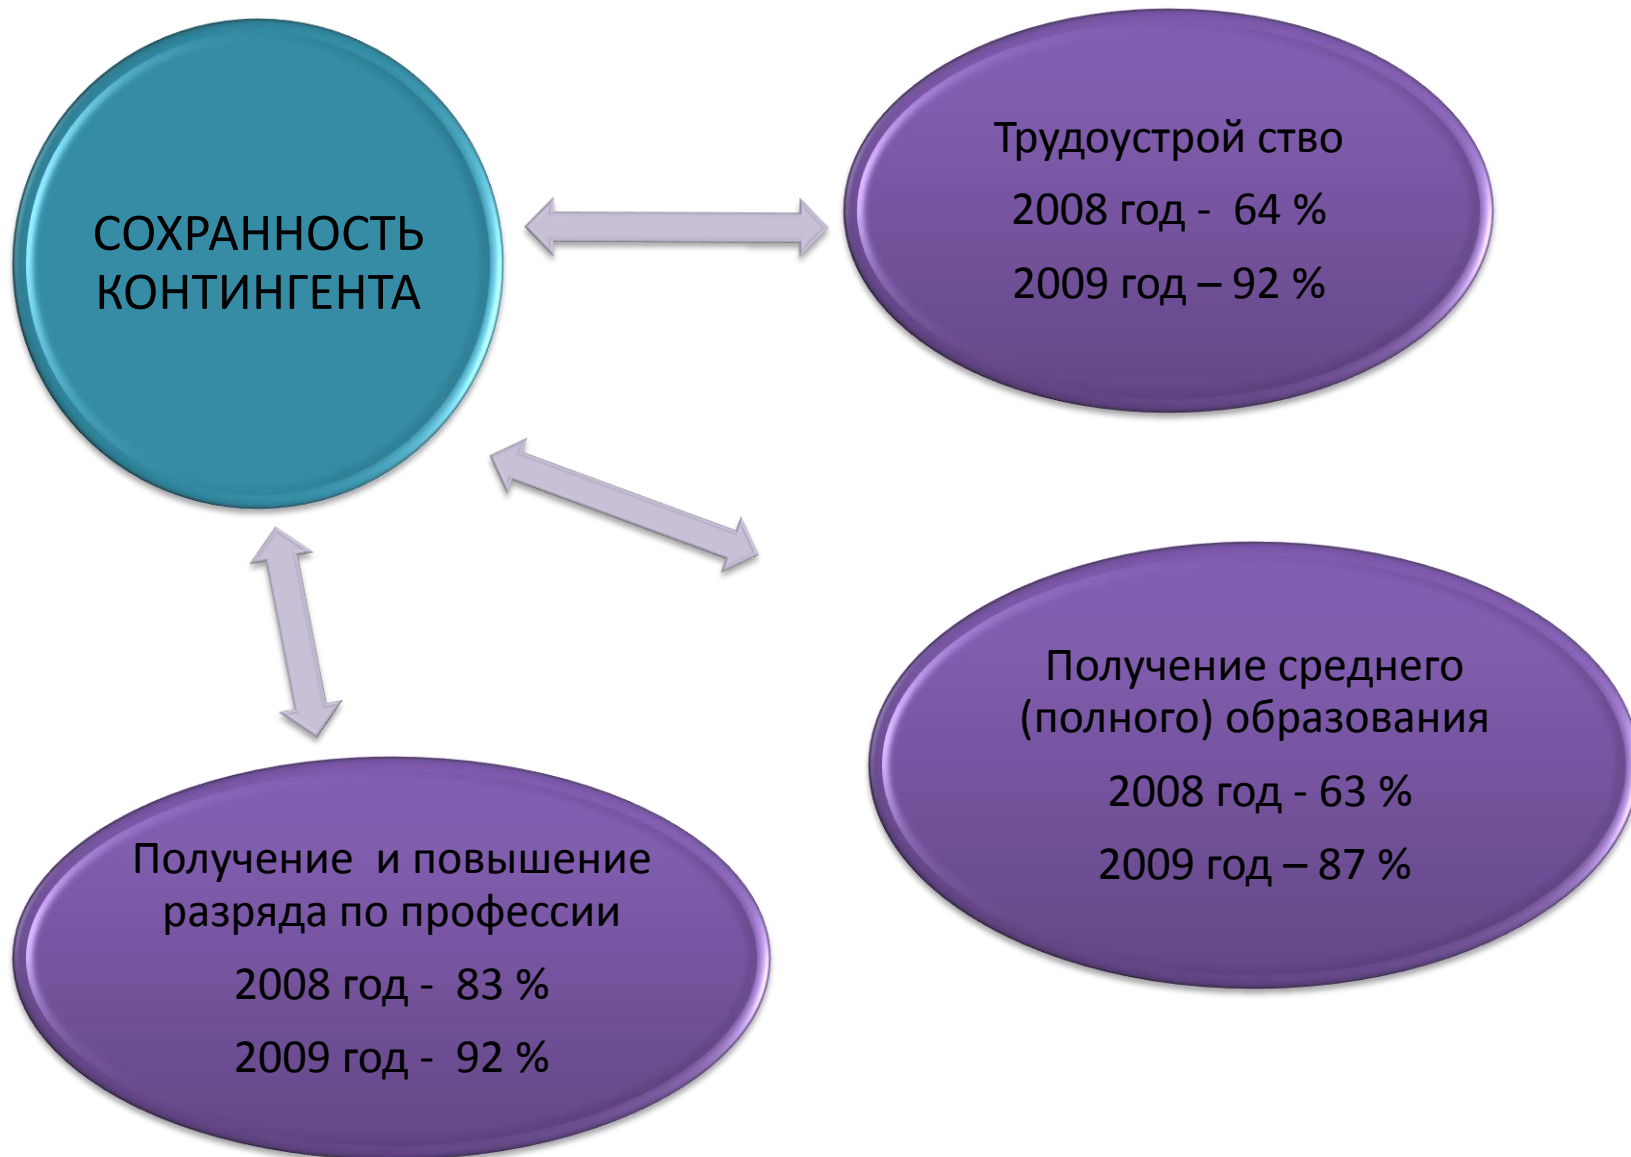 СОХРАННОСТЬ
КОНТИНГЕНТА
Трудоустрой ство
2008 год - 64 %
2009 год – 92 %
Получение среднего
(полного) образования
2008 год - 63 %
2009 год – 87 %
Получение и повышение
разряда по профессии
2008 год - 83 %
2009 год - 92 %